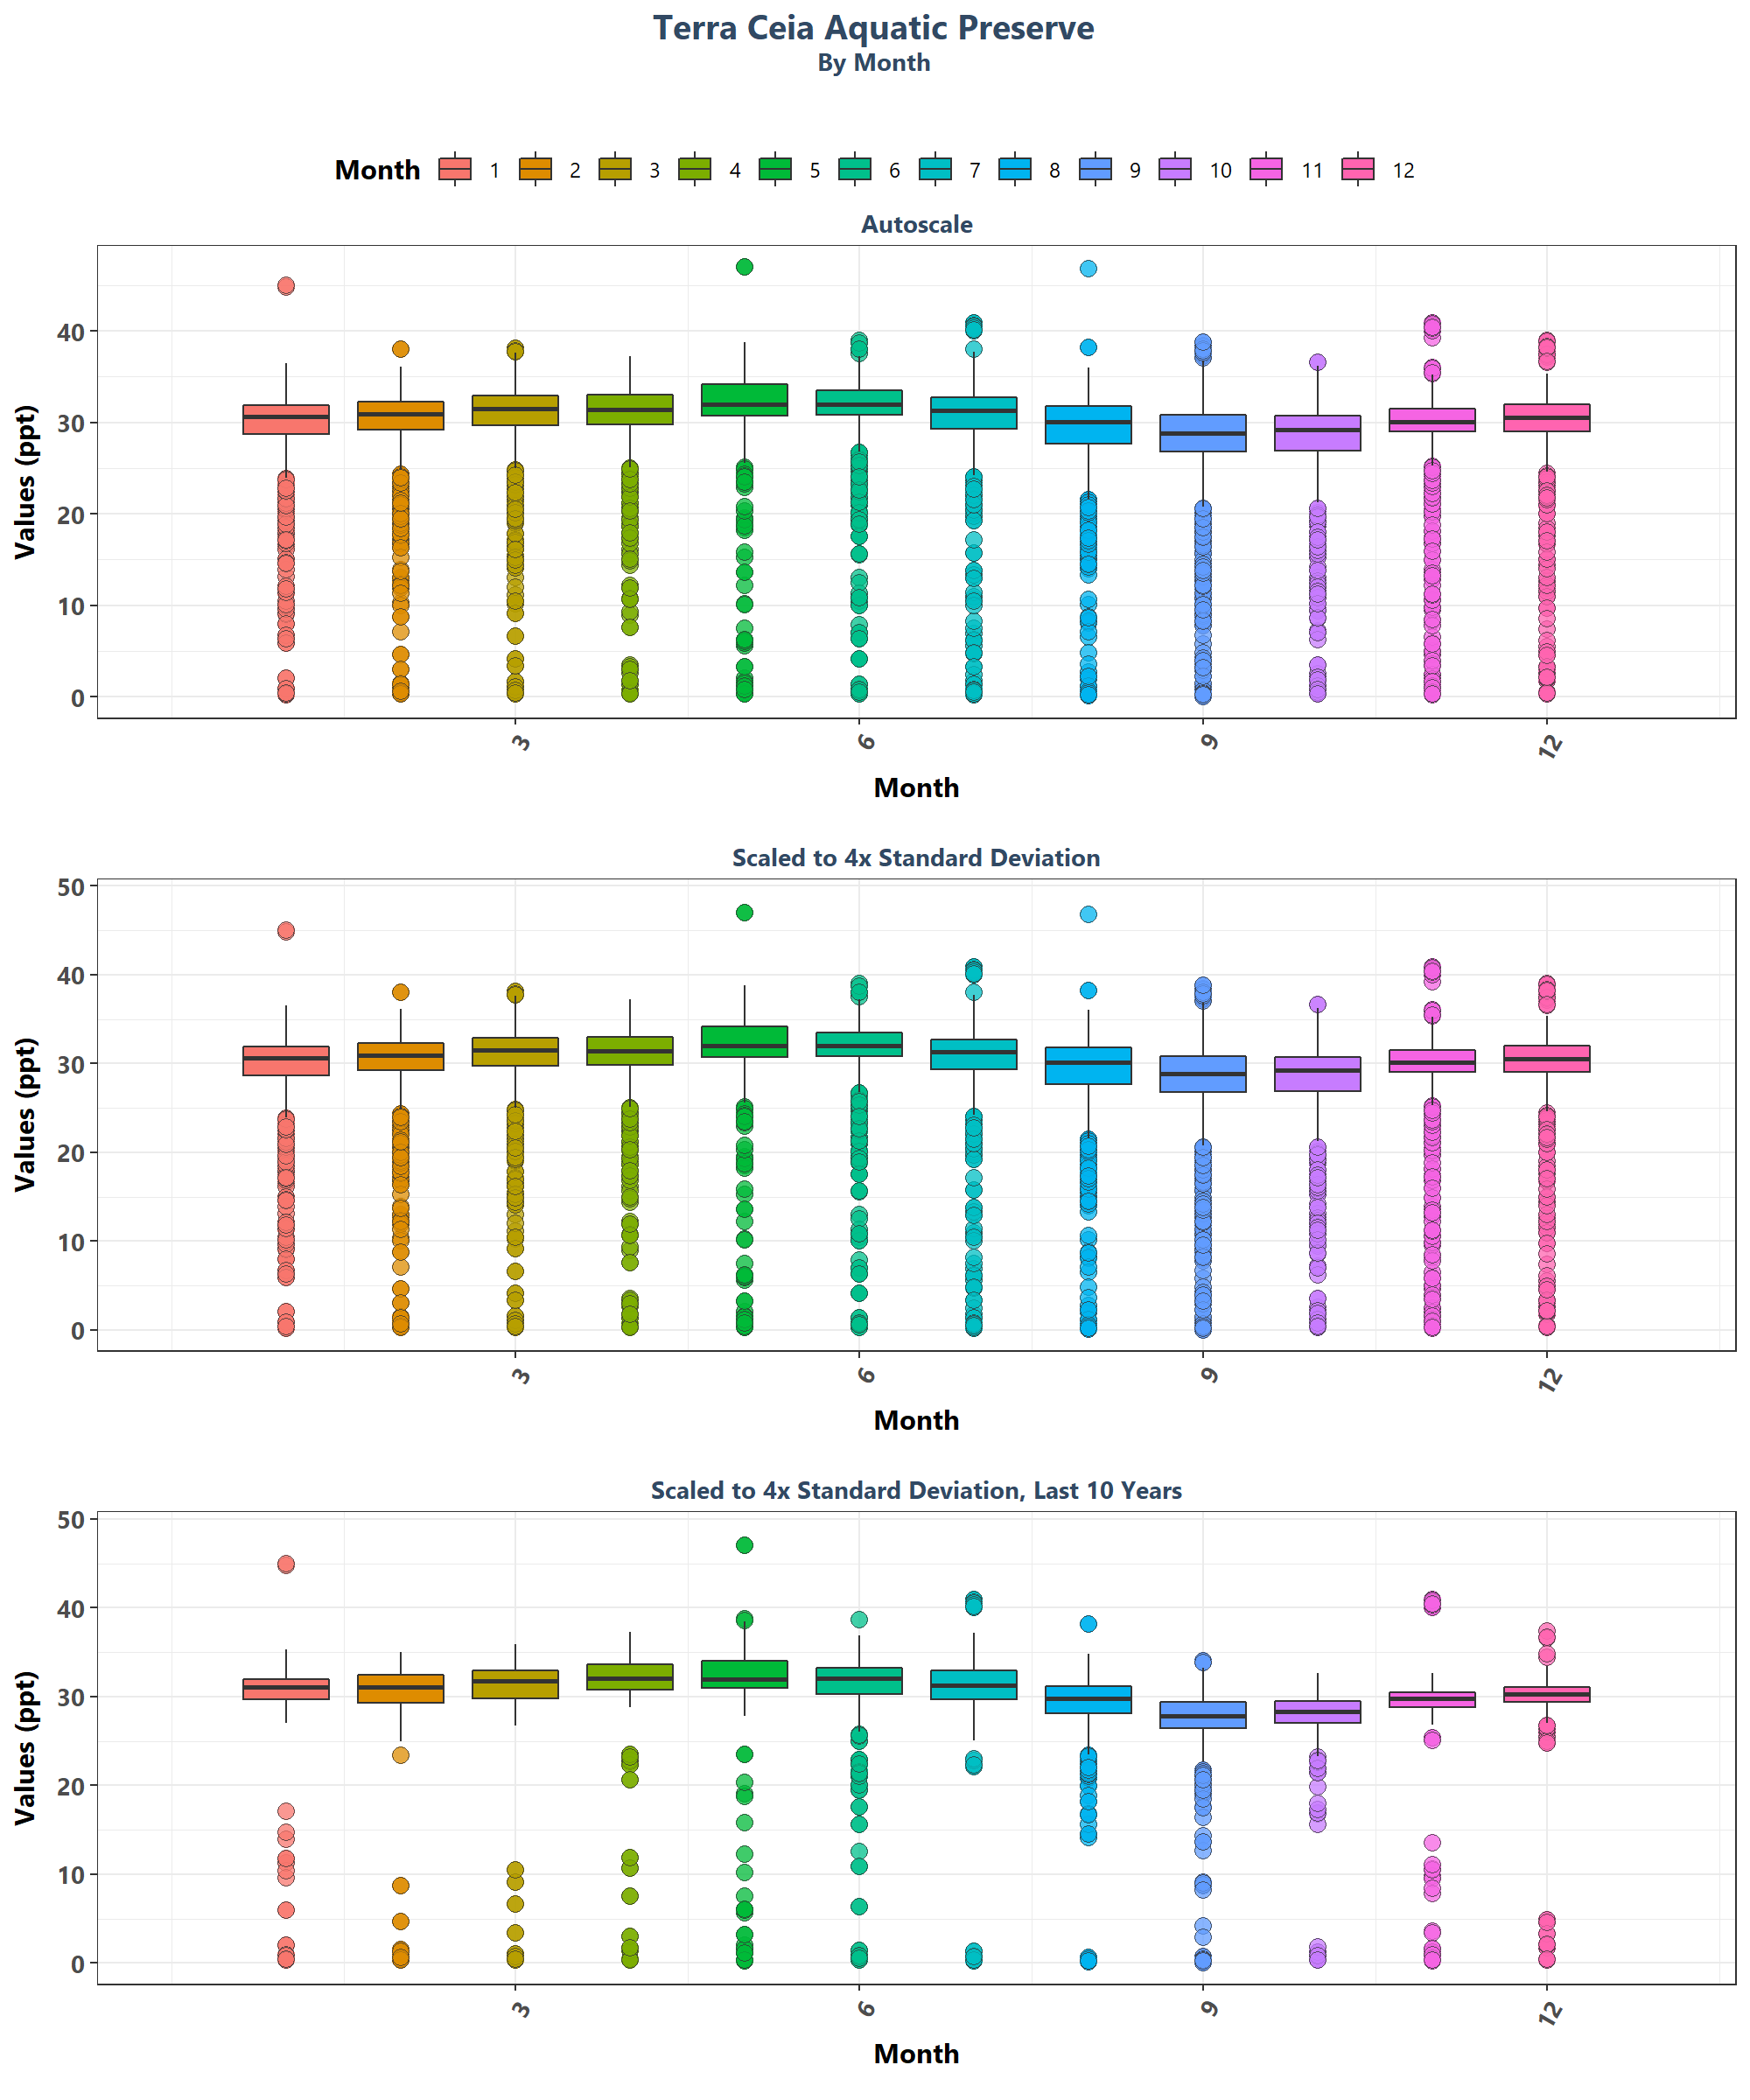 Terra Ceia Aquatic Preserve
By Month
Month 1 2 3 4 5 6 7 8 9 10 11 12
Autoscale
Values (ppt)
40
30
20
10
0
3 6 9 12
Month
Scaled to 4x Standard Deviation
Values (ppt)
50
40
30
20
10
0
3 6 9 12
Month
Scaled to 4x Standard Deviation, Last 10 Years
Values (ppt)
50
40
30
20
10
0
3 6 9 12
Month